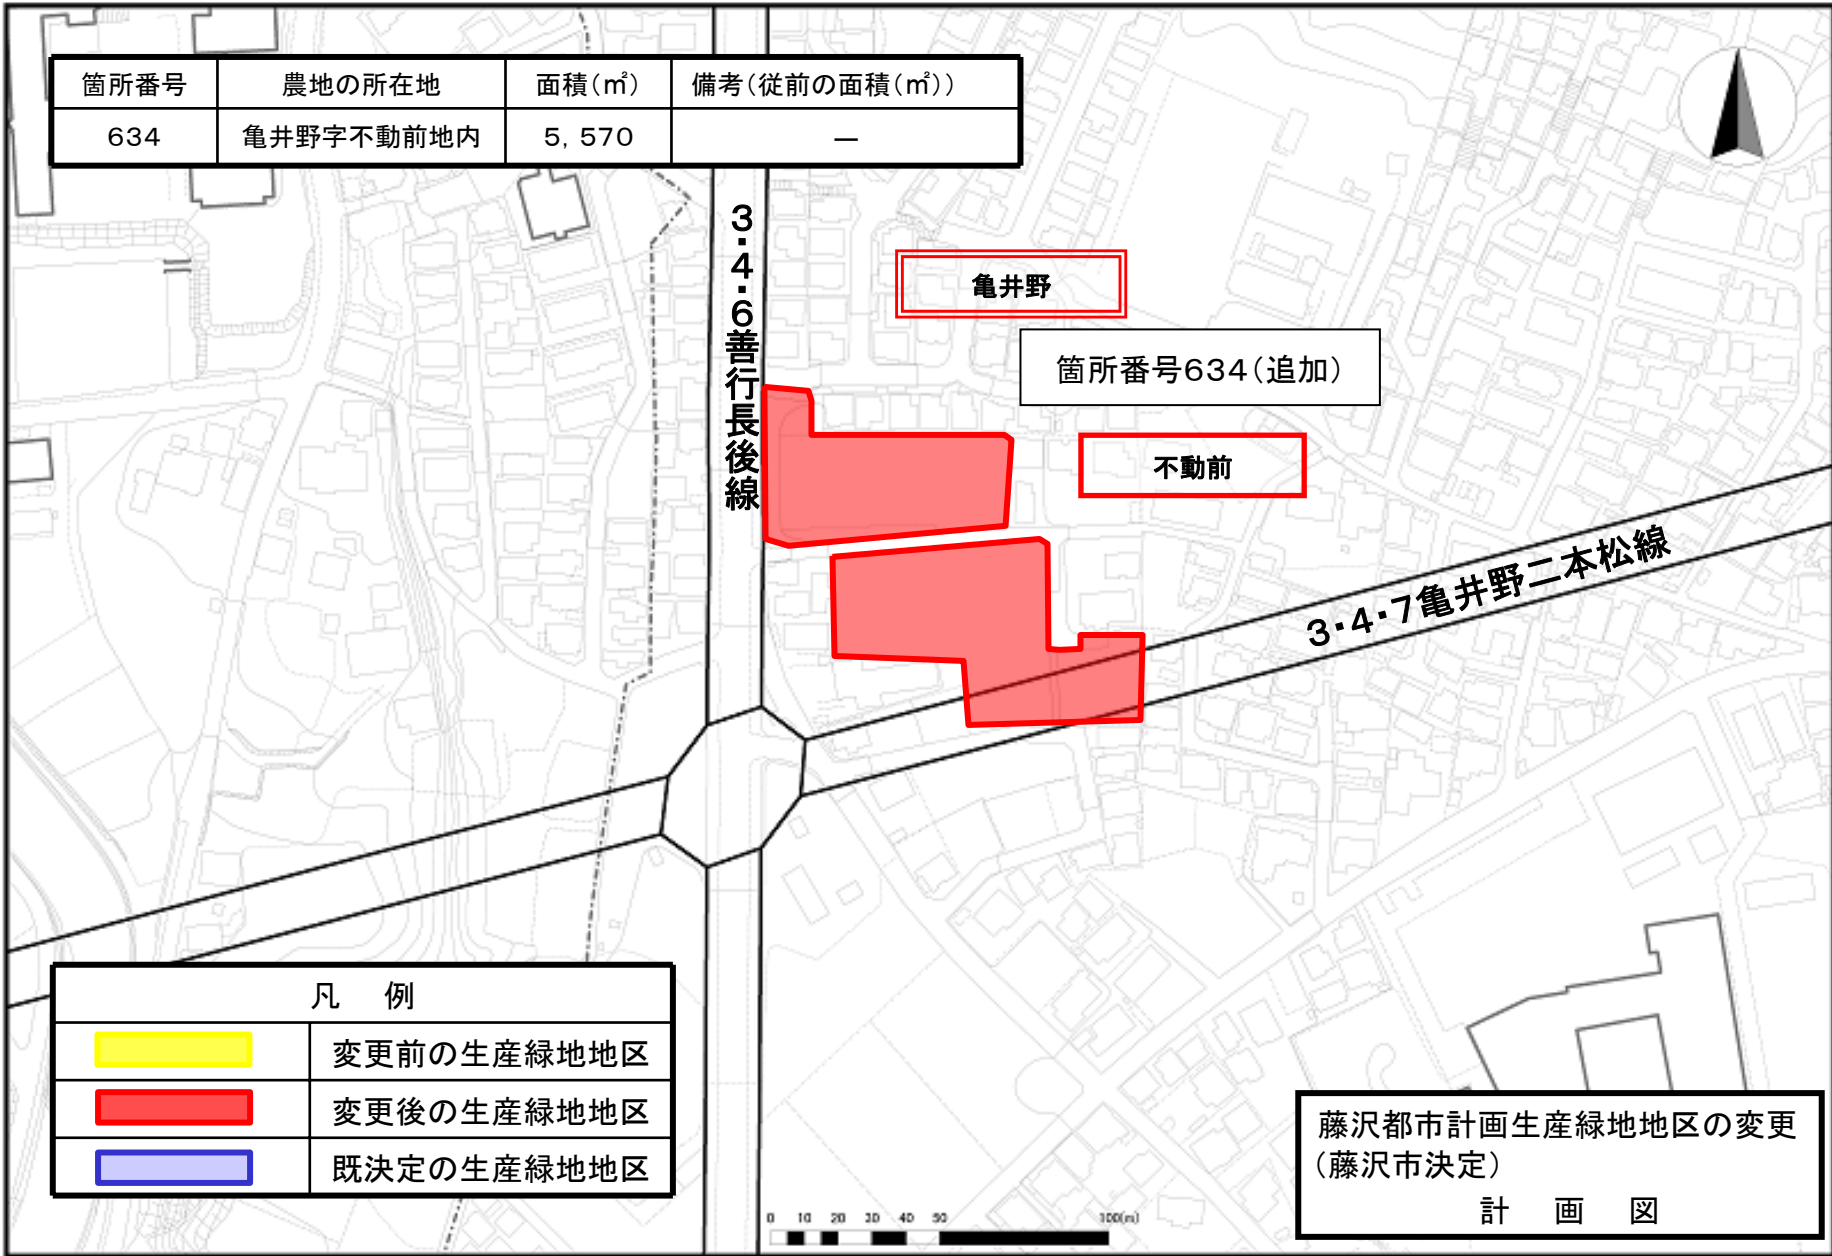 箇所番号 農地の所在地 面積(㎡) 備考(従前の面積(㎡))
634 亀井野字不動前地内 5,570 ―
3・4・6善行長後線
亀井野
箇所番号634(追加)
不動前
3・4・7亀井野二本松線
凡 例
変更前の生産緑地地区
変更後の生産緑地地区
既決定の生産緑地地区
0 10 20 30 40 50 100(m)
藤沢都市計画生産緑地地区の変更
(藤沢市決定)
計 画 図